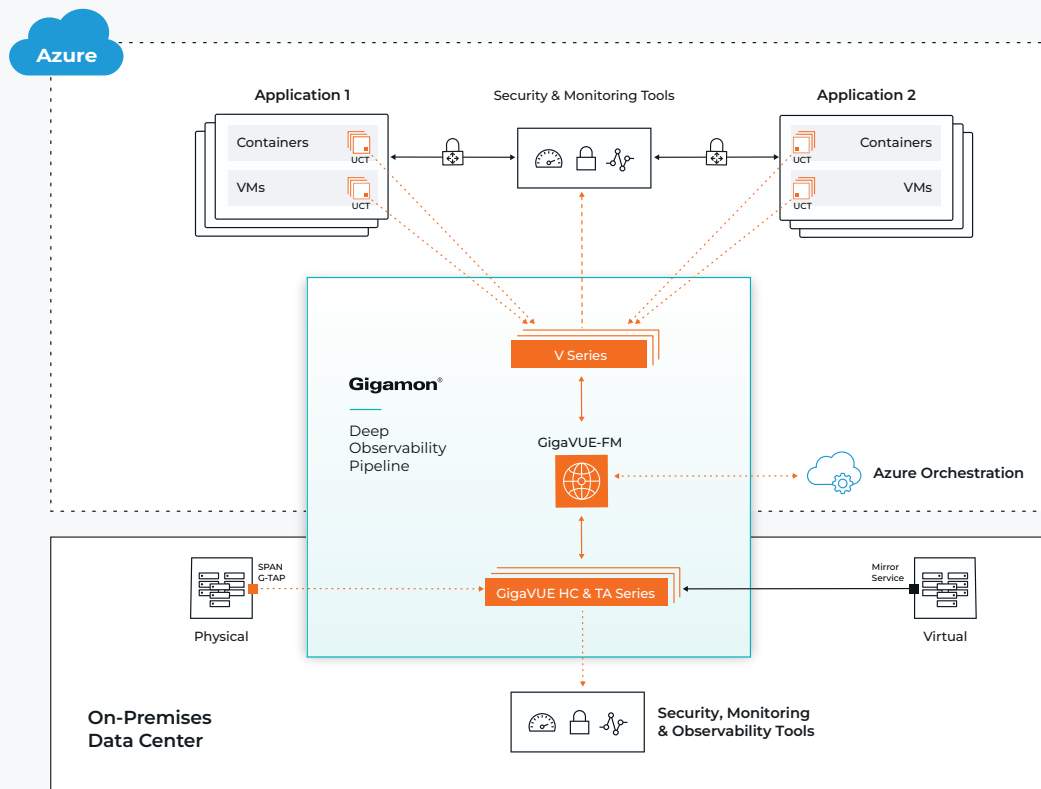 Azure
Application 1
Security & Monitoring Tools
Application 2
Containers
UCT
VMs
UCT
Containers
UCT
VMs
UCT
V Series
Gigamon®
Deep
Observability
Pipeline
GigaVUE-FM
Azure Orchestration
SPAN
G-TAP
Physical
GigaVUE HC & TA Series
Mirror
Service
Virtual
On-Premises
Data Center
Security, Monitoring
& Observability Tools